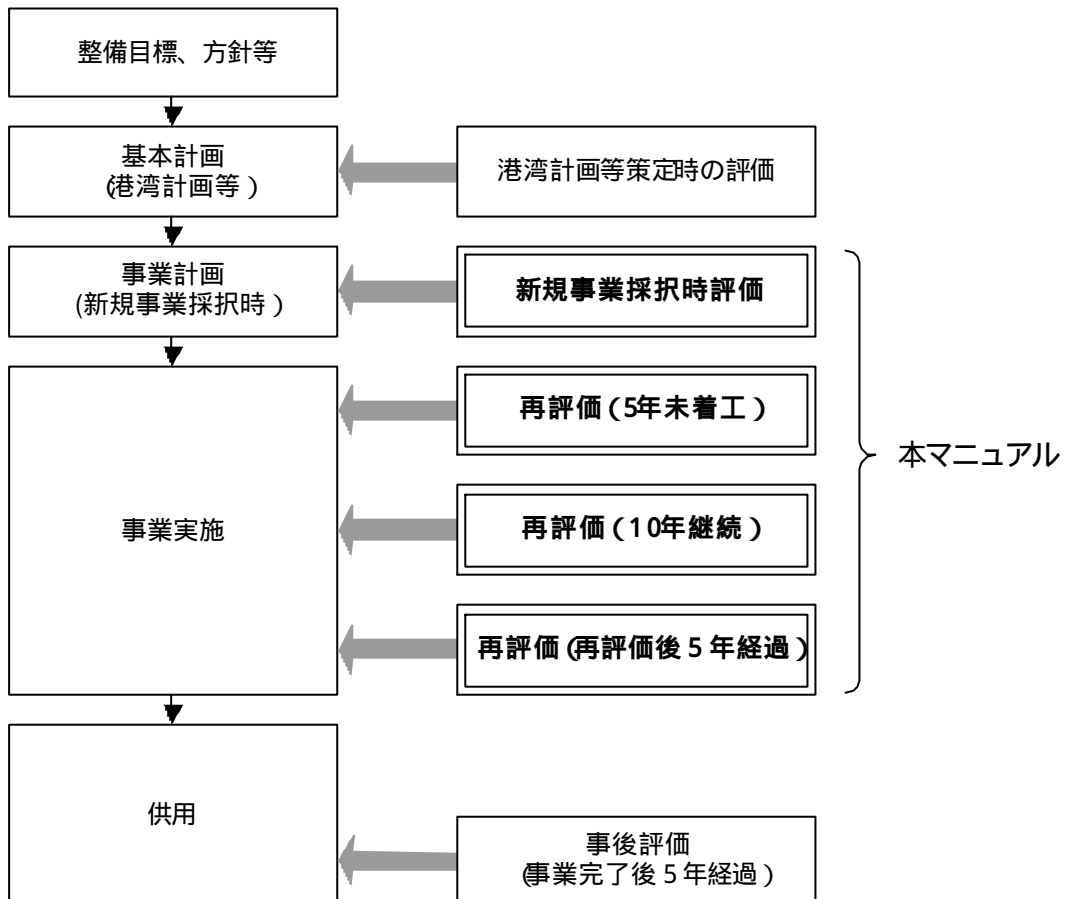 整備目標、方針等
基本計画
(港湾計画等)
港湾計画等策定時の評価
事業計画
(新規事業採択時)
新規事業採択時評価
再評価(5年未着工)
事業実施
再評価(10年継続)
再評価(再評価後5年経過)
本マニュアル
供用
事後評価
(事業完了後5年経過)